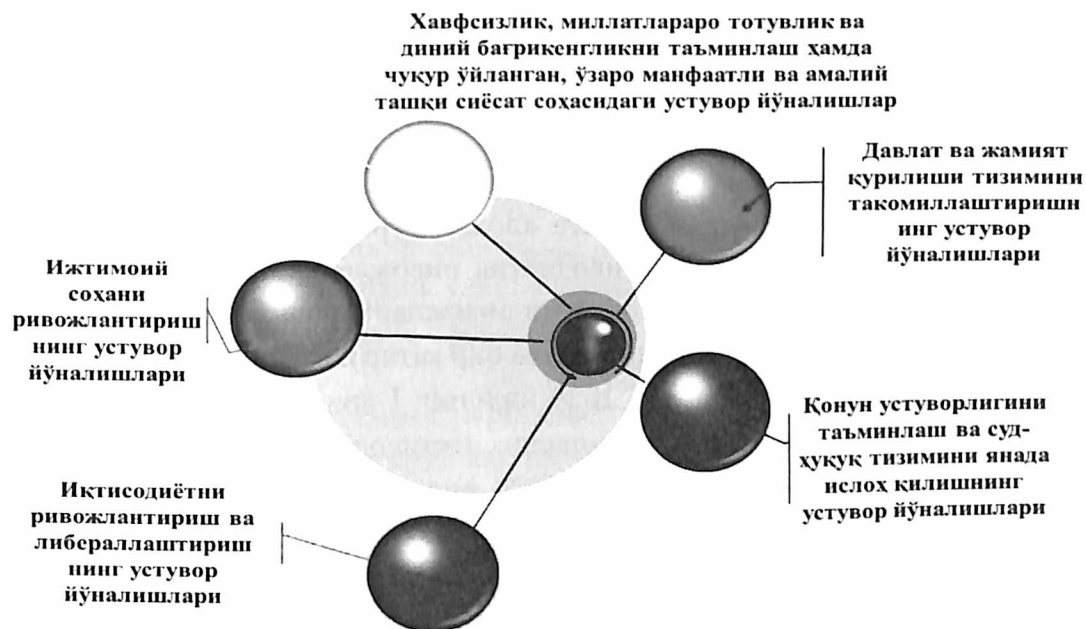 Хавфсизлик, миллатлараро тотувлик ва
диний бағрикенгликни таъминлаш ҳамда
чуқур ўйланган, ўзаро манфаатли ва амалий
ташқи сиёсат соҳасидаги устувор йўналишлар
Давлат ва жамият
қурилиши тизимини
такомиллаштиришн
инг устувор
йўналишлари
Ижтимоий
соҳани
ривожлантириш
нинг устувор
йўналишлари
Қонун устуворлигини
таъминлаш ва суд-
ҳуқуқ тизимини янада
ислоҳ қилишнинг
устувор йўналишлари
Иқтисодиётни
ривожлантириш ва
либераллаштириш
нинг устувор
йўналишлари